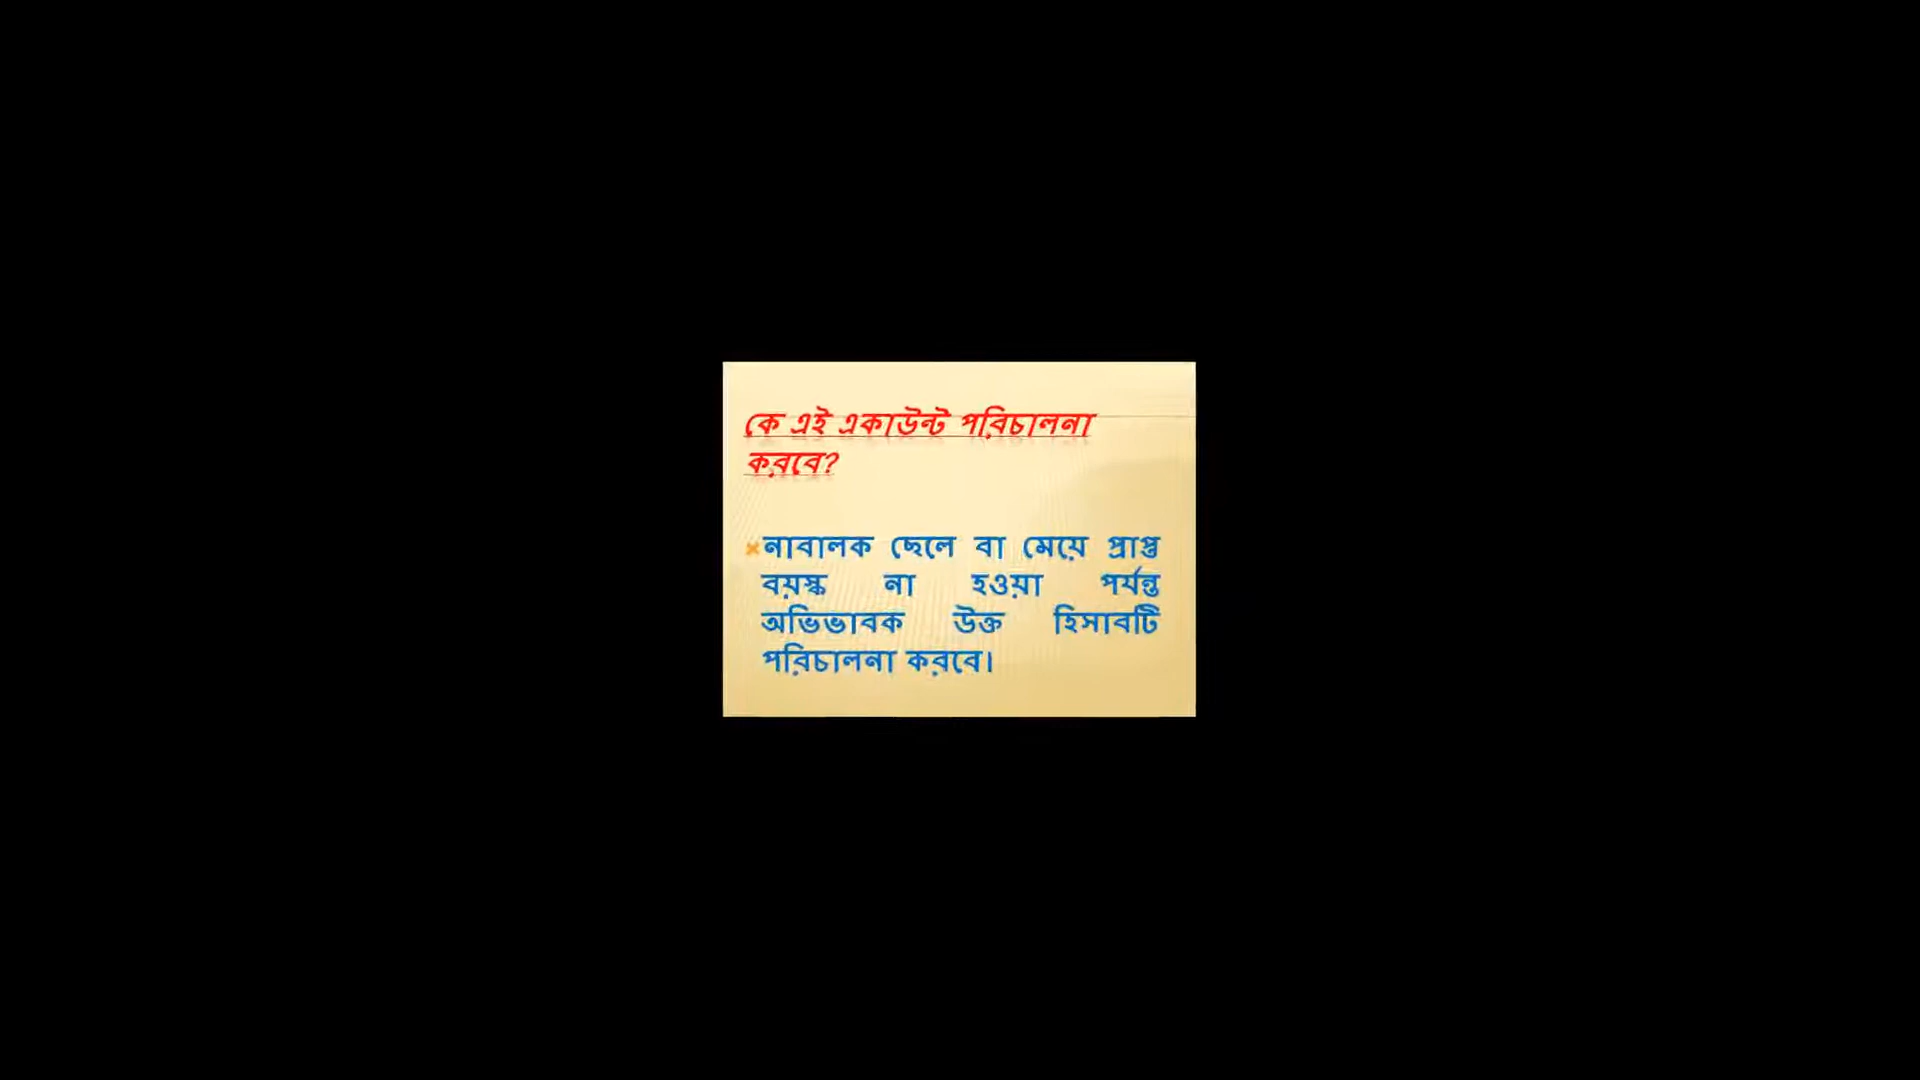 কে এই একাউন্ট পরিচালনা
করবে?
নাবালক ছেলে বা মেয়ে প্রাপ্ত
বয়স্ক না হওয়া পর্যন্ত
অভিভাবক উক্ত হিসাবটি
পরিচালনা করবে।